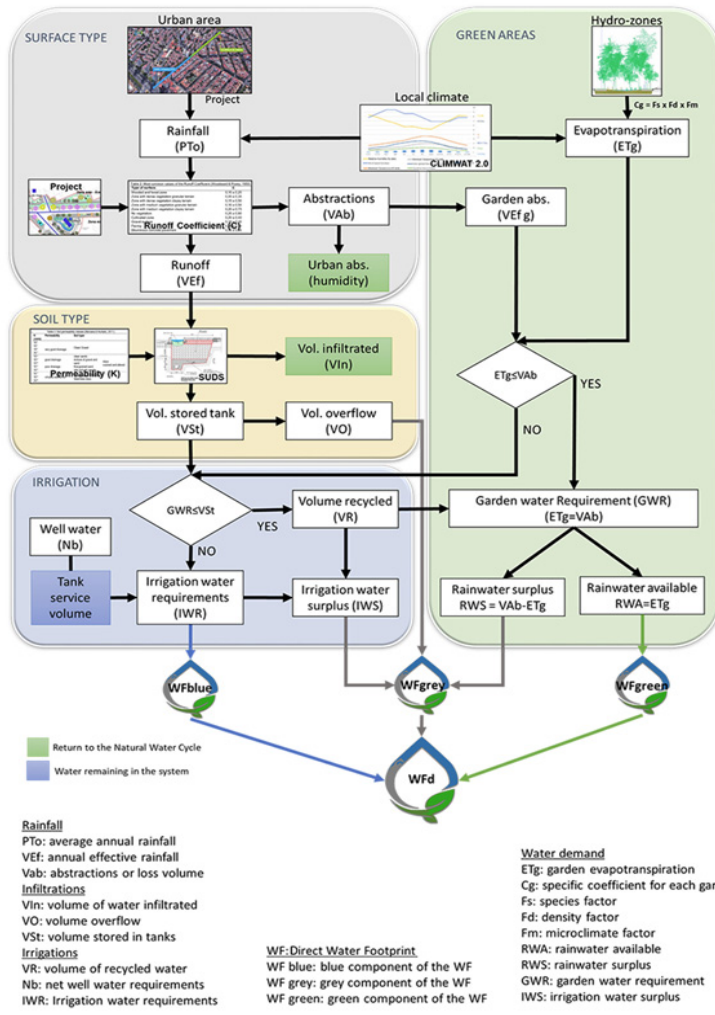 SURFACE TYPE
Urban area
Project
GREEN AREAS
Hydro-zones
Cg = Fs x Fd x Fm
Local climate
CLIMWAT 2.0
Rainfall
(PTo)
Evapotranspiration
(ETg)
Project
Runoff Coefficient (C)
Abstractions
(VAb)
Garden abs.
(VEf g)
Runoff
(VEf)
Urban abs.
(humidity)
SOIL TYPE
Permeability (K)
SUDS
Vol. infiltrated
(VIn)
ETg≤VAb
YES
NO
Vol. stored tank
(VSt)
Vol. overflow
(VO)
IRRIGATION
GWR≤VSt
YES
NO
Volume recycled
(VR)
Garden water Requirement (GWR)
(ETg=VAb)
Well water
(Nb)
Tank
service
volume
Irrigation water
requirements
(IWR)
Irrigation water
surplus (IWS)
Rainwater surplus
RWS = VAb-ETg
Rainwater available
RWA=ETg
WFblue
WFgrey
WFgreen
WFd
Return to the Natural Water Cycle
Water remaining in the system
Rainfall
PTo: average annual rainfall
VEf: annual effective rainfall
Vab: abstractions or loss volume
Infiltrations
VIn: volume of water infiltrated
VO: volume overflow
VSt: volume stored in tanks
Irrigations
VR: volume of recycled water
Nb: net well water requirements
IWR: Irrigation water requirements
WF:Direct Water Footprint
WF blue: blue component of the WF
WF grey: grey component of the WF
WF green: green component of the WF
Water demand
ETg: garden evapotranspiration
Cg: specific coefficient for each gar
Fs: species factor
Fd: density factor
Fm: microclimate factor
RWA: rainwater available
RWS: rainwater surplus
GWR: garden water requirement
IWS: irrigation water surplus